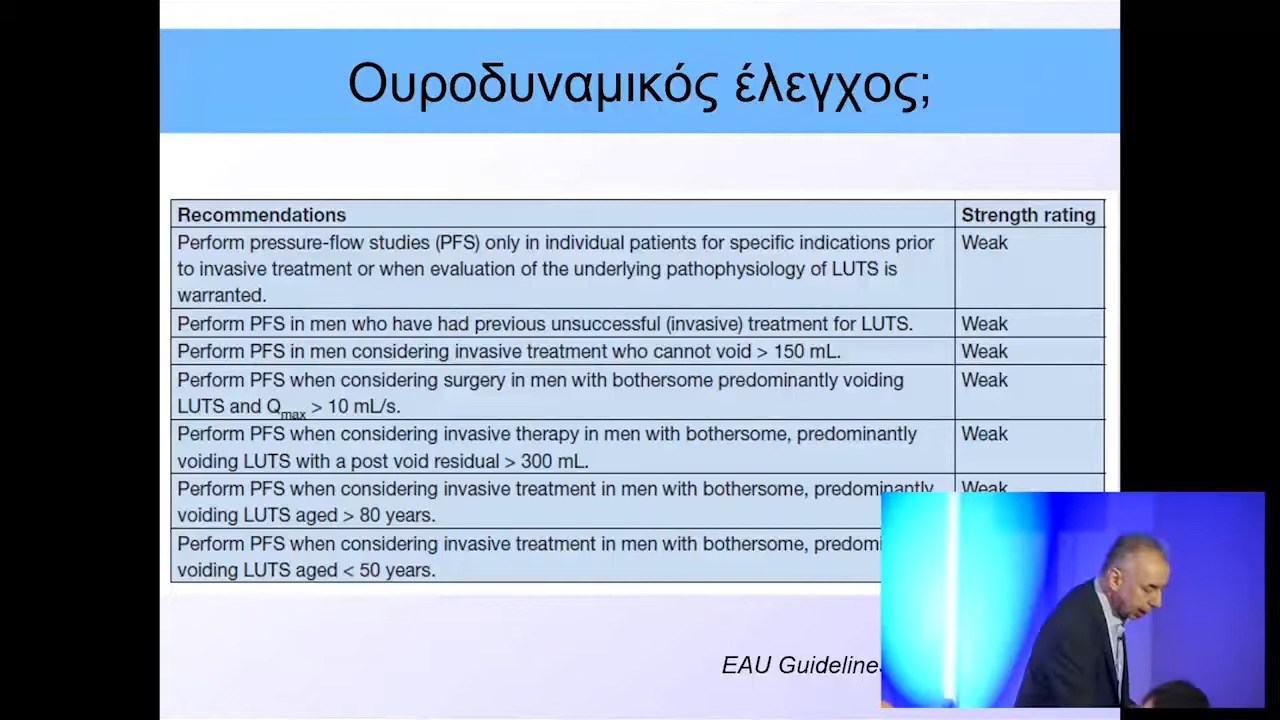 Ουροδυναμικός έλεγχος;
Recommendations Strength rating
Perform pressure-flow studies (PFS) only in individual patients for specific indications prior Weak
to invasive treatment or when evaluation of the underlying pathophysiology of LUTS is
warranted.
Perform PFS in men who have had previous unsuccessful (invasive) treatment for LUTS. Weak
Perform PFS in men considering invasive treatment who cannot void > 150 mL. Weak
Perform PFS when considering surgery in men with bothersome predominantly voiding Weak
LUTS and Qmax > 10 mL/s.
Perform PFS when considering invasive therapy in men with bothersome, predominantly Weak
voiding LUTS with a post void residual > 300 mL.
Perform PFS when considering invasive treatment in men with bothersome, predominantly Weak
voiding LUTS aged > 80 years.
Perform PFS when considering invasive treatment in men with bothersome,
voiding LUTS aged < 50 years.
EAU